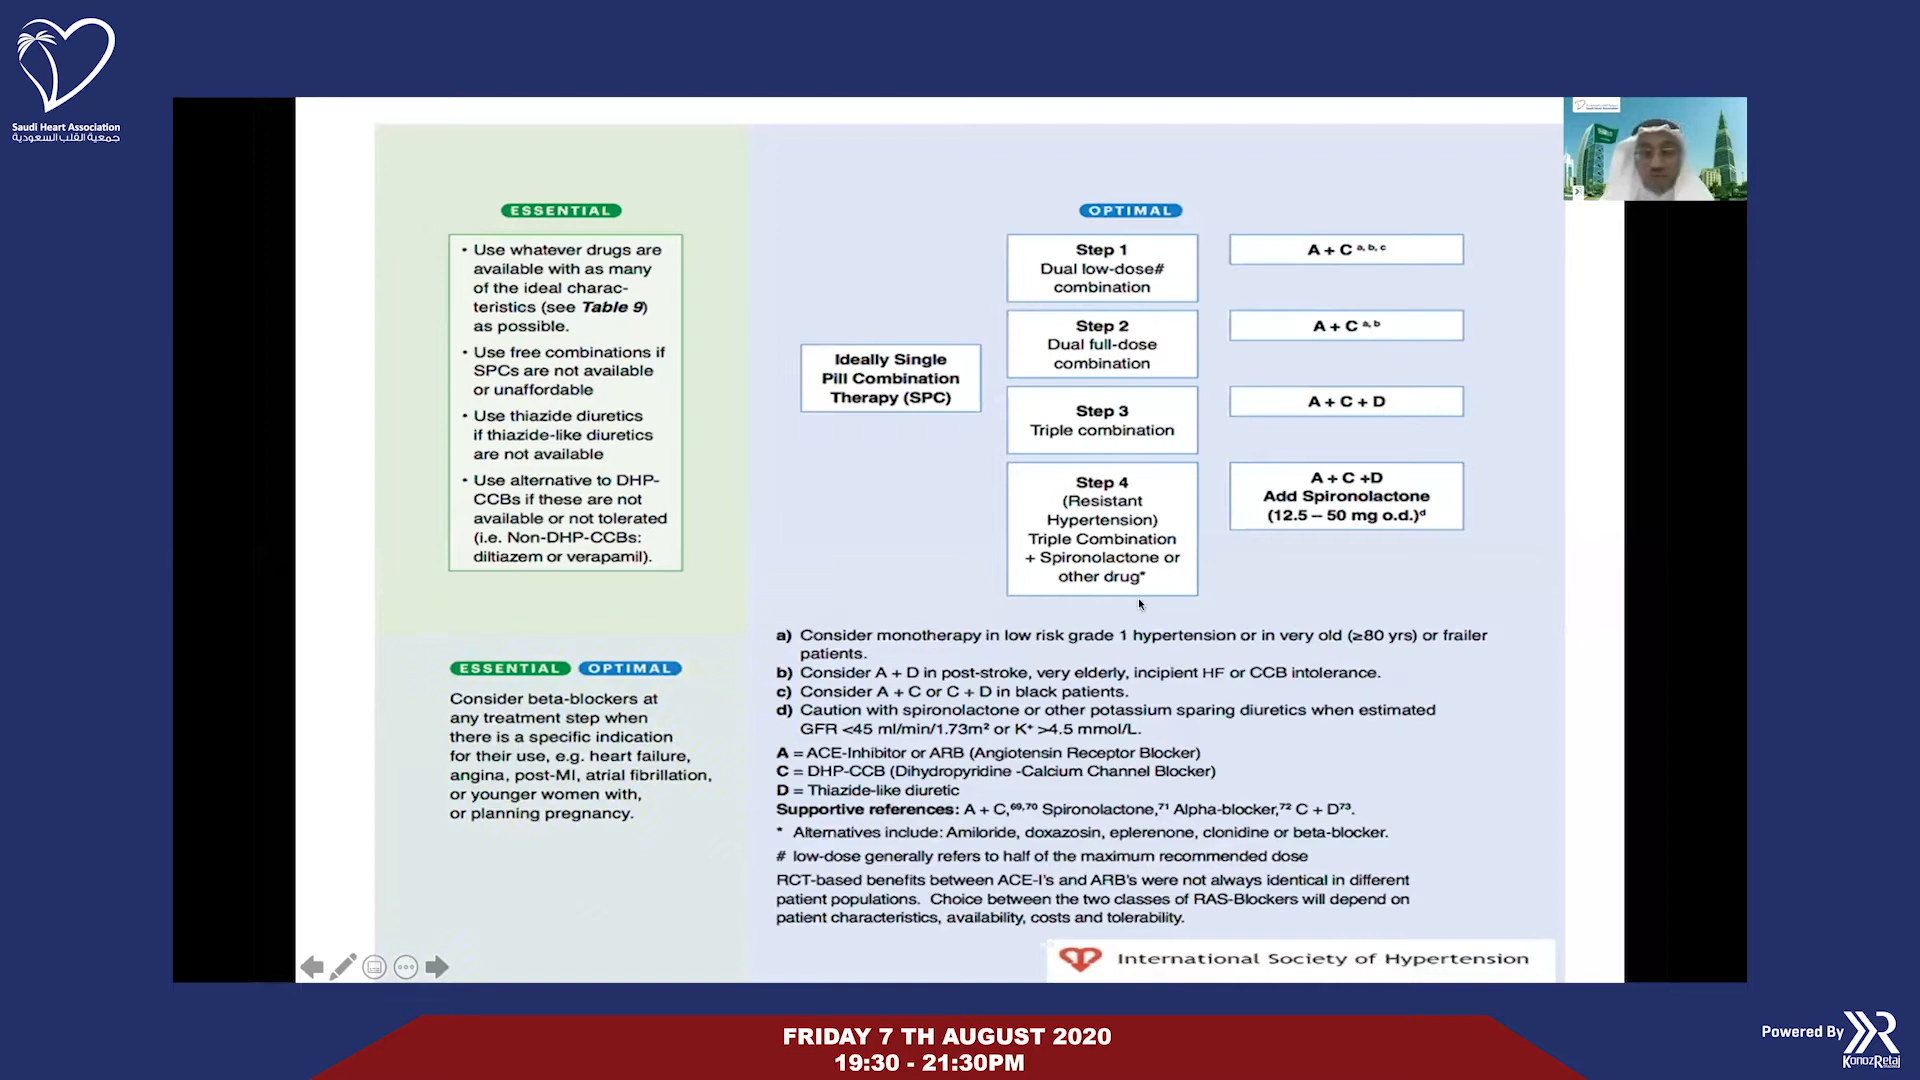 Saudi Heart Association
جمعية القلب السعودية
ESSENTIAL
• Use whatever drugs are
available with as many
of the ideal charac-
teristics (see Table 9)
as possible.
• Use free combinations if
SPCs are not available
or unaffordable
• Use thiazide diuretics
if thiazide-like diuretics
are not available
• Use alternative to DHP-
CCBs if these are not
available or not tolerated
(i.e. Non-DHP-CCBs:
diltiazem or verapamil).
OPTIMAL
Ideally Single
Pill Combination
Therapy (SPC)
Step 1
Dual low-dose#
combination
A + C a, b, c
Step 2
Dual full-dose
combination
A + C a, b
Step 3
Triple combination
A + C + D
Step 4
(Resistant
Hypertension)
Triple Combination
+ Spironolactone or
other drug*
A + C +D
Add Spironolactone
(12.5 – 50 mg o.d.)d
ESSENTIAL OPTIMAL
Consider beta-blockers at
any treatment step when
there is a specific indication
for their use, e.g. heart failure,
angina, post-MI, atrial fibrillation,
or younger women with,
or planning pregnancy.
a) Consider monotherapy in low risk grade 1 hypertension or in very old (≥80 yrs) or frailer
patients.
b) Consider A + D in post-stroke, very elderly, incipient HF or CCB intolerance.
c) Consider A + C or C + D in black patients.
d) Caution with spironolactone or other potassium sparing diuretics when estimated
GFR <45 ml/min/1.73m² or K⁺ >4.5 mmol/L.
A = ACE-Inhibitor or ARB (Angiotensin Receptor Blocker)
C = DHP-CCB (Dihydropyridine -Calcium Channel Blocker)
D = Thiazide-like diuretic
Supportive references: A + C,⁶⁹,⁷⁰ Spironolactone,⁷¹ Alpha-blocker,⁷² C + D⁷³.
* Alternatives include: Amiloride, doxazosin, eplerenone, clonidine or beta-blocker.
# low-dose generally refers to half of the maximum recommended dose
RCT-based benefits between ACE-I's and ARB's were not always identical in different
patient populations. Choice between the two classes of RAS-Blockers will depend on
patient characteristics, availability, costs and tolerability.
International Society of Hypertension
FRIDAY 7 TH AUGUST 2020
19:30 - 21:30PM
Powered By
KonozRetaj